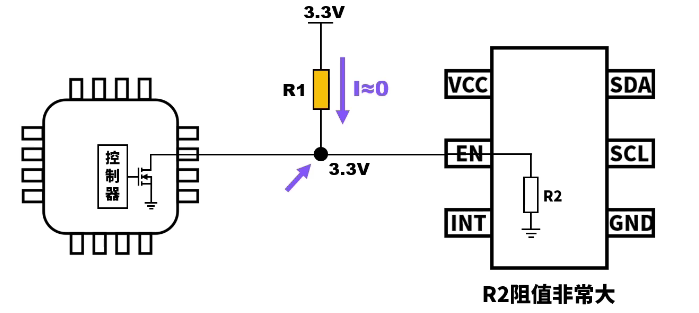 3.3V
R1
I≈0
3.3V
控
制
器
VCC
EN
INT
SDA
SCL
GND
R2
R2阻值非常大